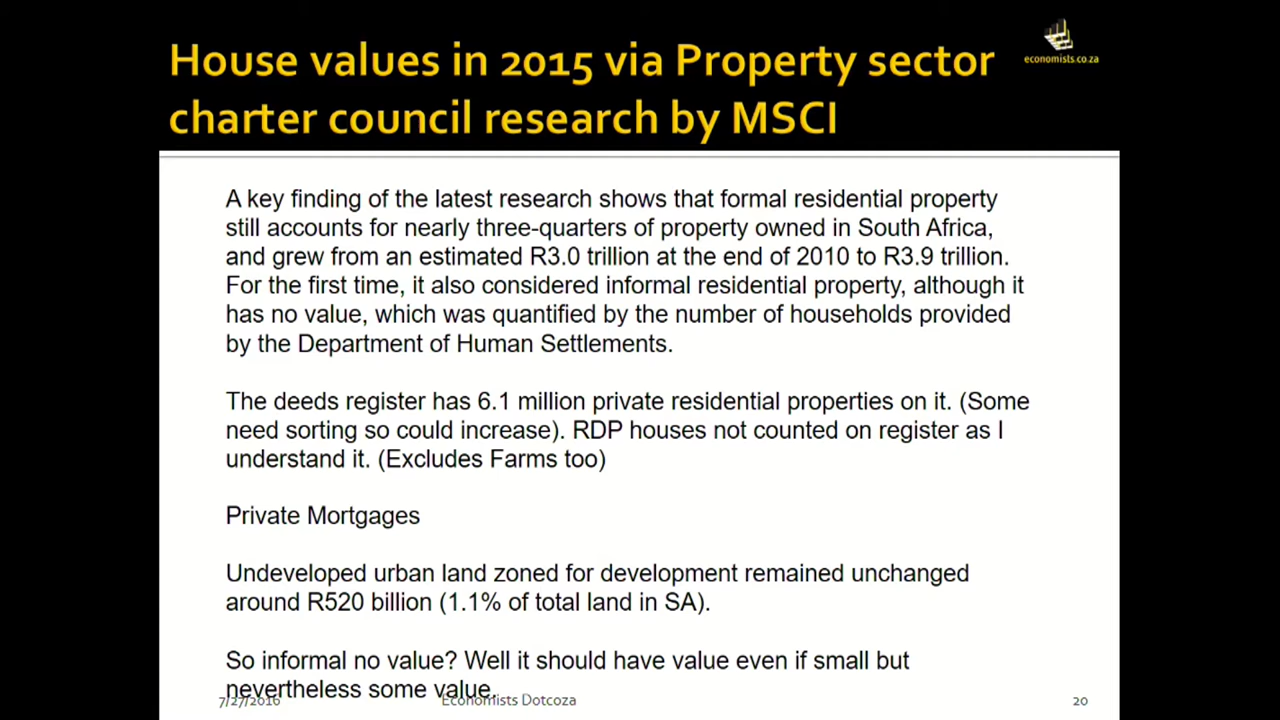 House values in 2015 via Property sector
charter council research by MSCI
economists.co.za
A key finding of the latest research shows that formal residential property
still accounts for nearly three-quarters of property owned in South Africa,
and grew from an estimated R3.0 trillion at the end of 2010 to R3.9 trillion.
For the first time, it also considered informal residential property, although it
has no value, which was quantified by the number of households provided
by the Department of Human Settlements.
The deeds register has 6.1 million private residential properties on it. (Some
need sorting so could increase). RDP houses not counted on register as I
understand it. (Excludes Farms too)
Private Mortgages
Undeveloped urban land zoned for development remained unchanged
around R520 billion (1.1% of total land in SA).
So informal no value? Well it should have value even if small but
nevertheless some value.
7/27/2016 Economists Dotcoza 20